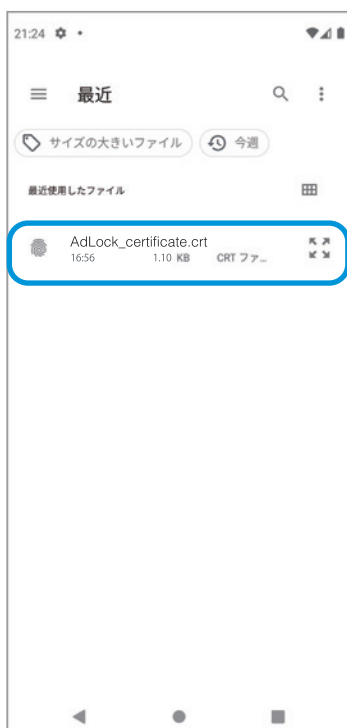 21:24
最近
サイズの大きいファイル 今週
最近使用したファイル
AdLock_certificate.crt
16:56 1.10 KB CRT ファ…